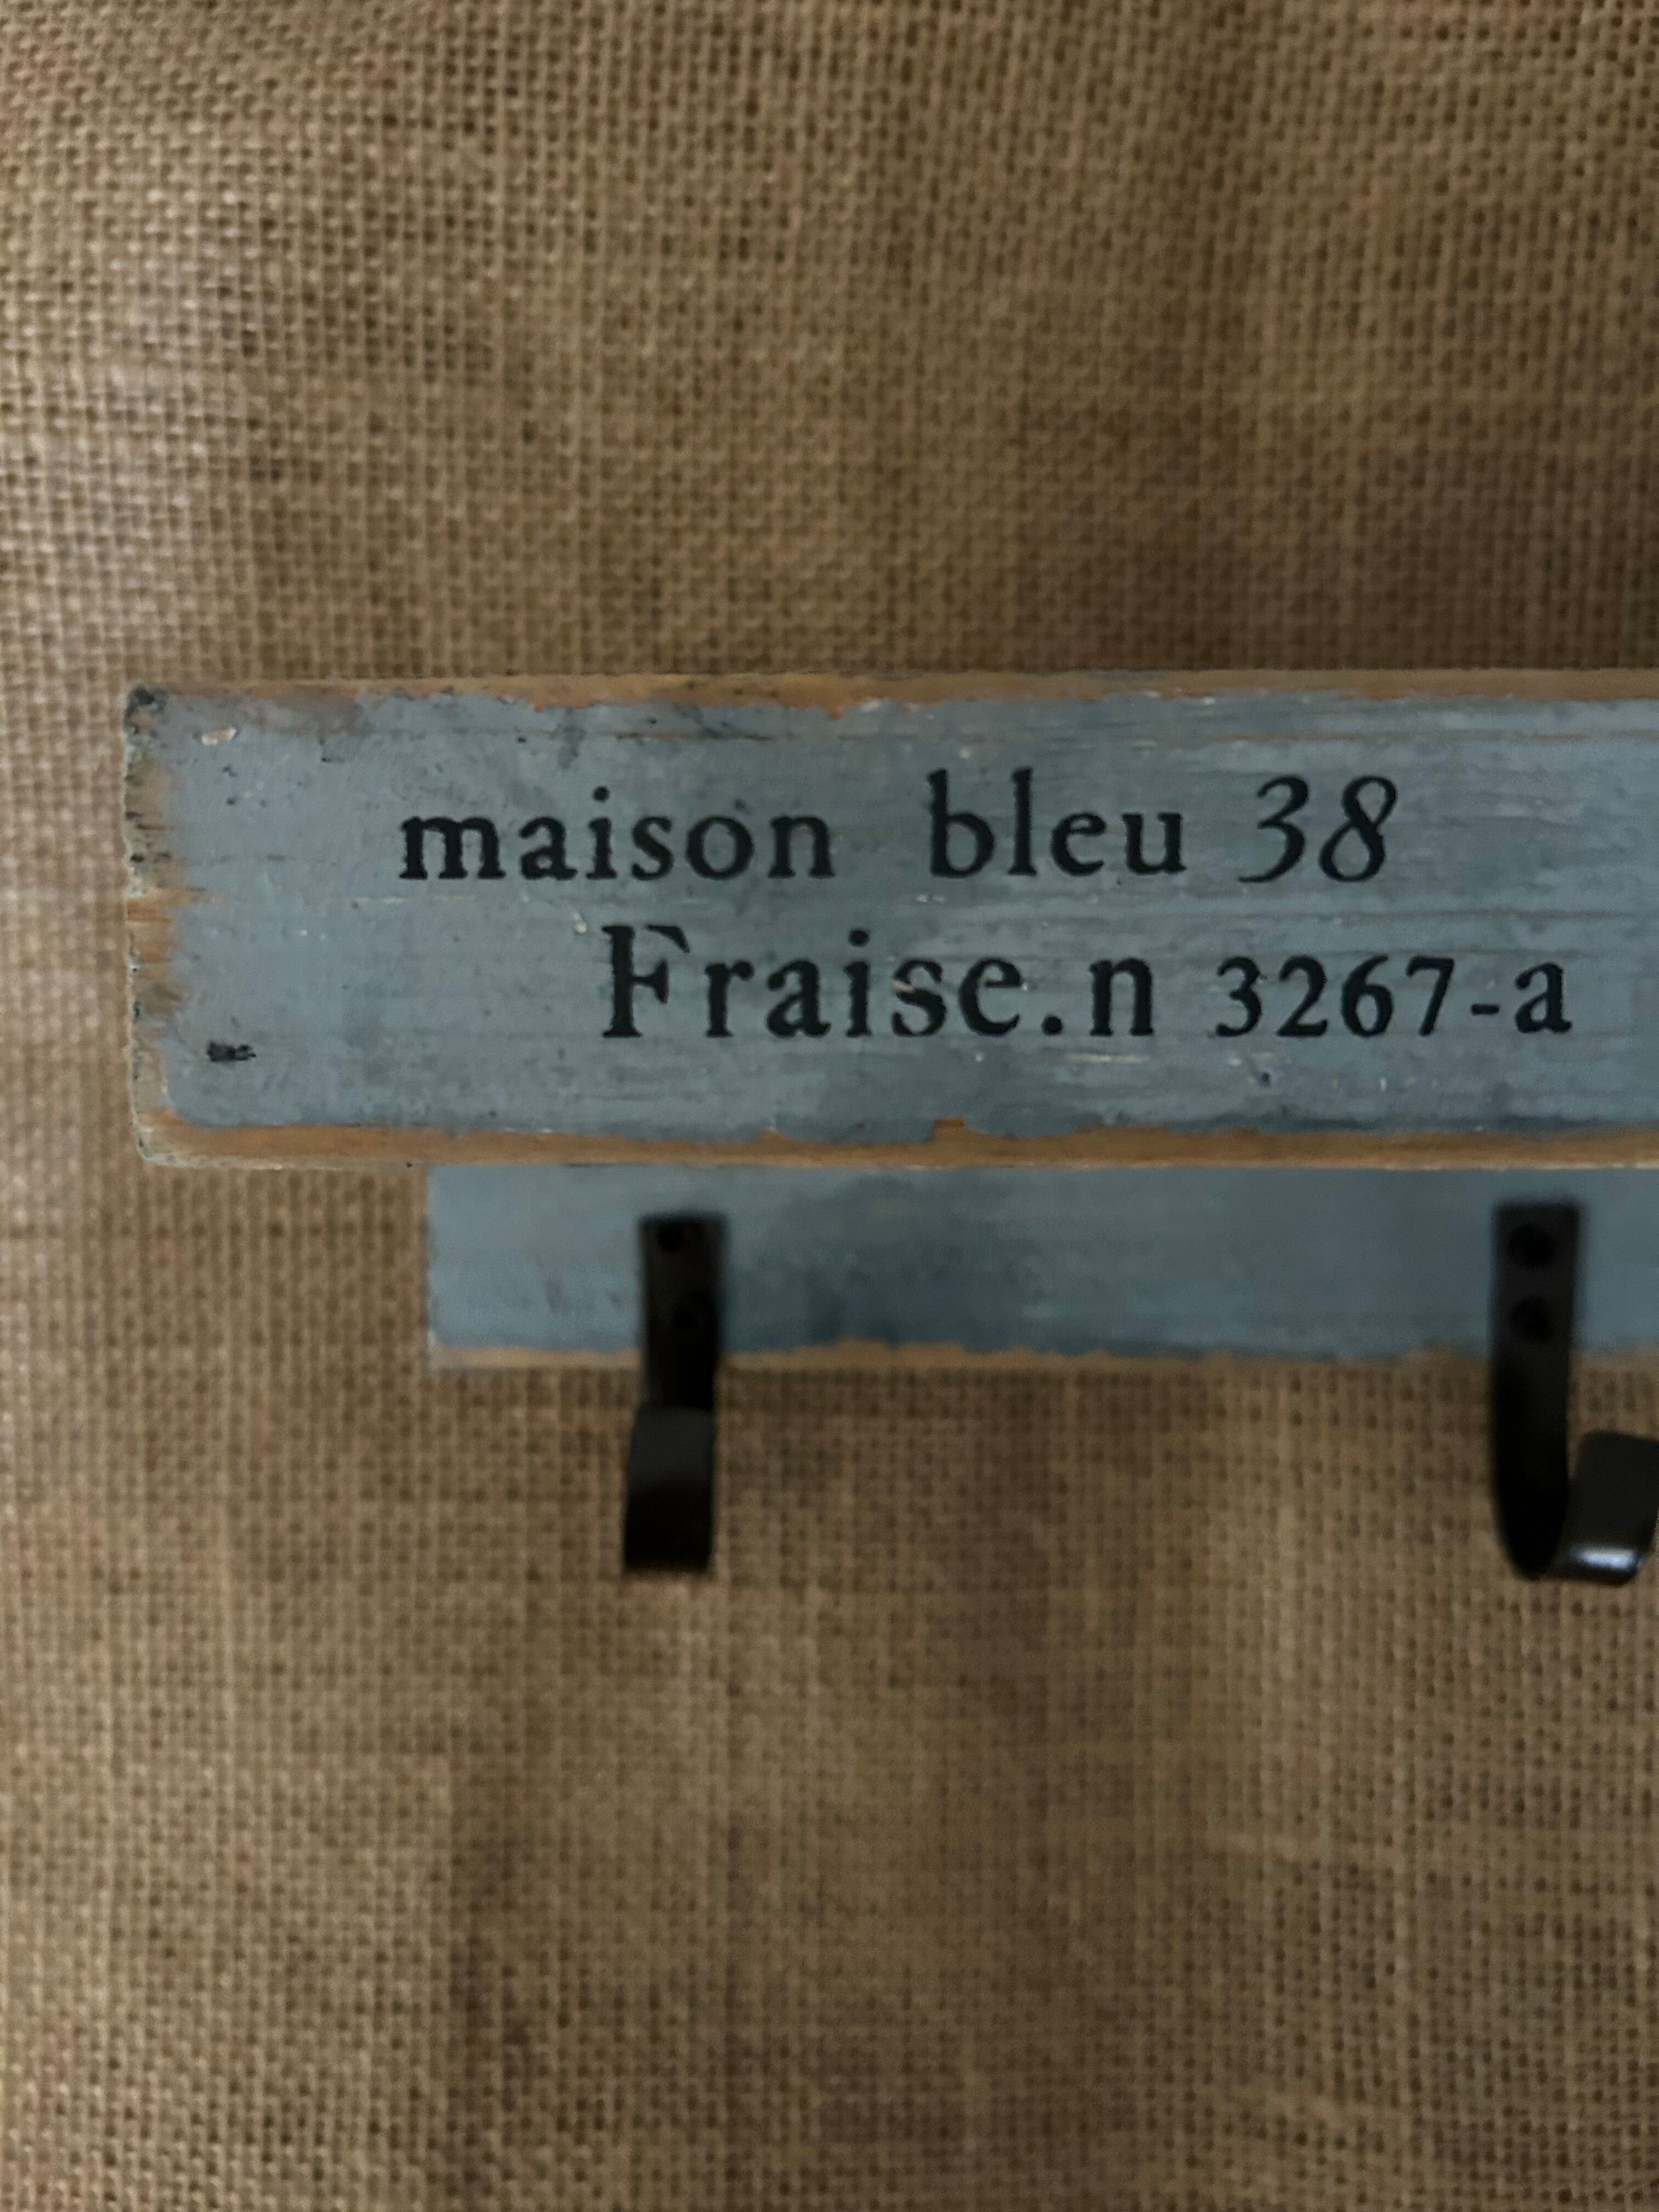 maison bleu 38
Fraise.n 3267-a